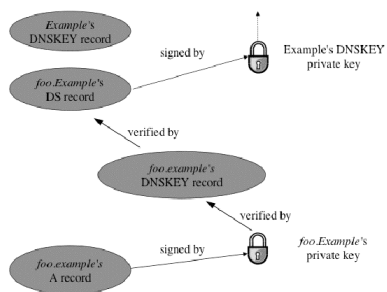 Example's
DNSKEY record
signed by
Example's DNSKEY
private key
foo.Example's
DS record
verified by
foo.example's
DNSKEY record
verified by
foo.example's
A record
signed by
foo.Example's
private key